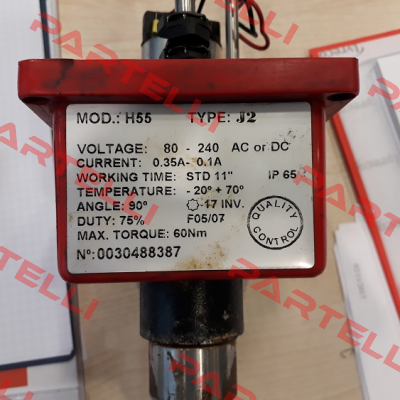 PARTELLI
MOD.: H55 TYPE: J2
VOLTAGE: 80 - 240 AC or DC
CURRENT: 0.35A- 0.1A
WORKING TIME: STD 11" IP 65
TEMPERATURE: - 20º + 70º
ANGLE: 90º 17 INV.
DUTY: 75% F05/07
MAX. TORQUE: 60Nm
Nº:0030488387
QUALITY CONTROL
PARTELLI
PARTELLI